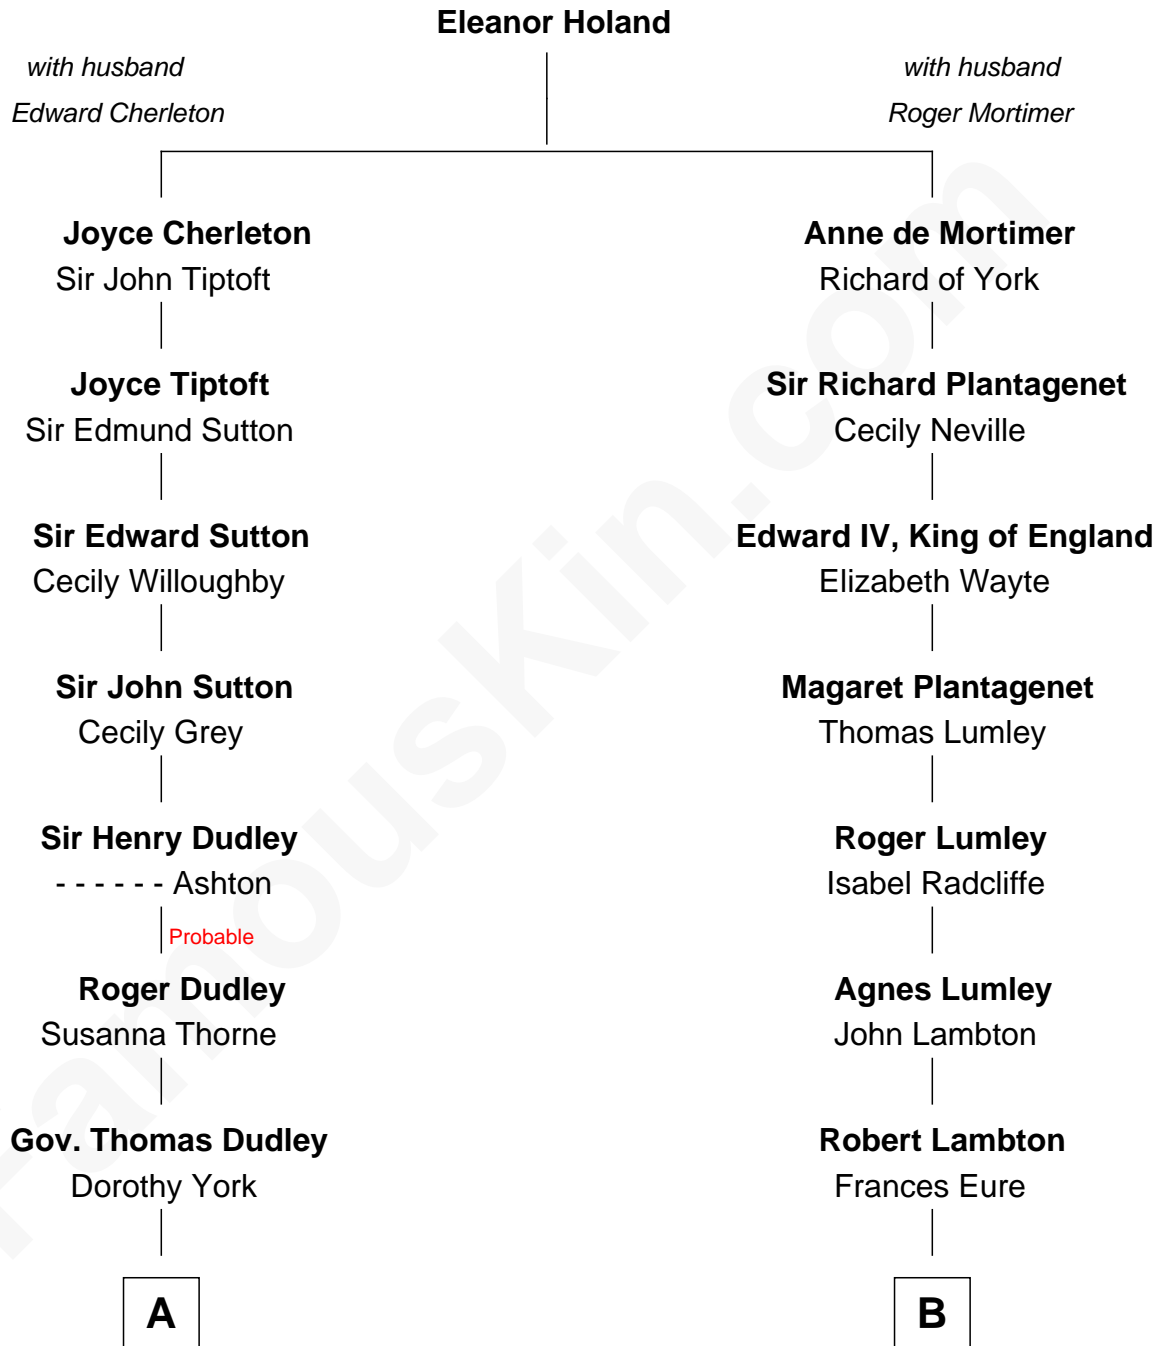 Eleanor Holand
with husband
Edward Cherleton
with husband
Roger Mortimer
Joyce Cherleton
Sir John Tiptoft
Anne de Mortimer
Richard of York
Joyce Tiptoft
Sir Edmund Sutton
Sir Richard Plantagenet
Cecily Neville
Sir Edward Sutton
Cecily Willoughby
Edward IV, King of England
Elizabeth Wayte
Sir John Sutton
Cecily Grey
Magaret Plantagenet
Thomas Lumley
Sir Henry Dudley
- - - - - - Ashton
Roger Lumley
Isabel Radcliffe
Probable
Roger Dudley
Susanna Thorne
Agnes Lumley
John Lambton
Gov. Thomas Dudley
Dorothy York
Robert Lambton
Frances Eure
A
B
FamousKin.com